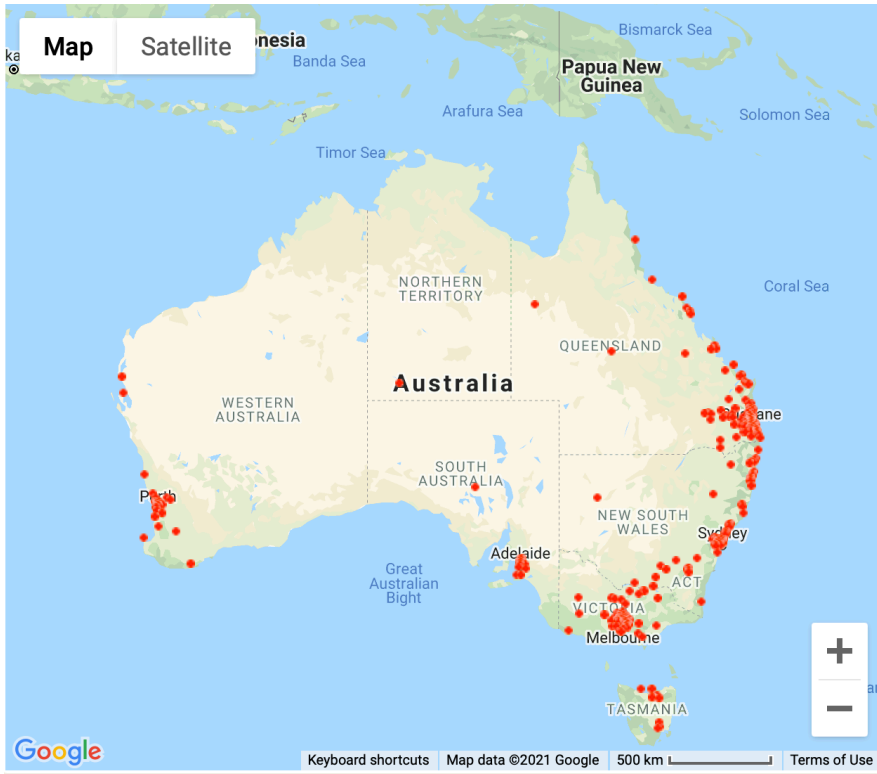 Map
Satellite
ka
onesia
Banda Sea
Bismarck Sea
Papua New
Guinea
Arafura Sea
Solomon Sea
Timor Sea
NORTHERN
TERRITORY
Coral Sea
QUEENSLAND
Australia
WESTERN
AUSTRALIA
Brisbane
SOUTH
AUSTRALIA
Perth
NEW SOUTH
WALES
Sydney
Adelaide
Great
Australian
Bight
ACT
VICTORIA
Melbourne
TASMANIA
Google
Keyboard shortcuts
Map data ©2021 Google
500 km
Terms of Use